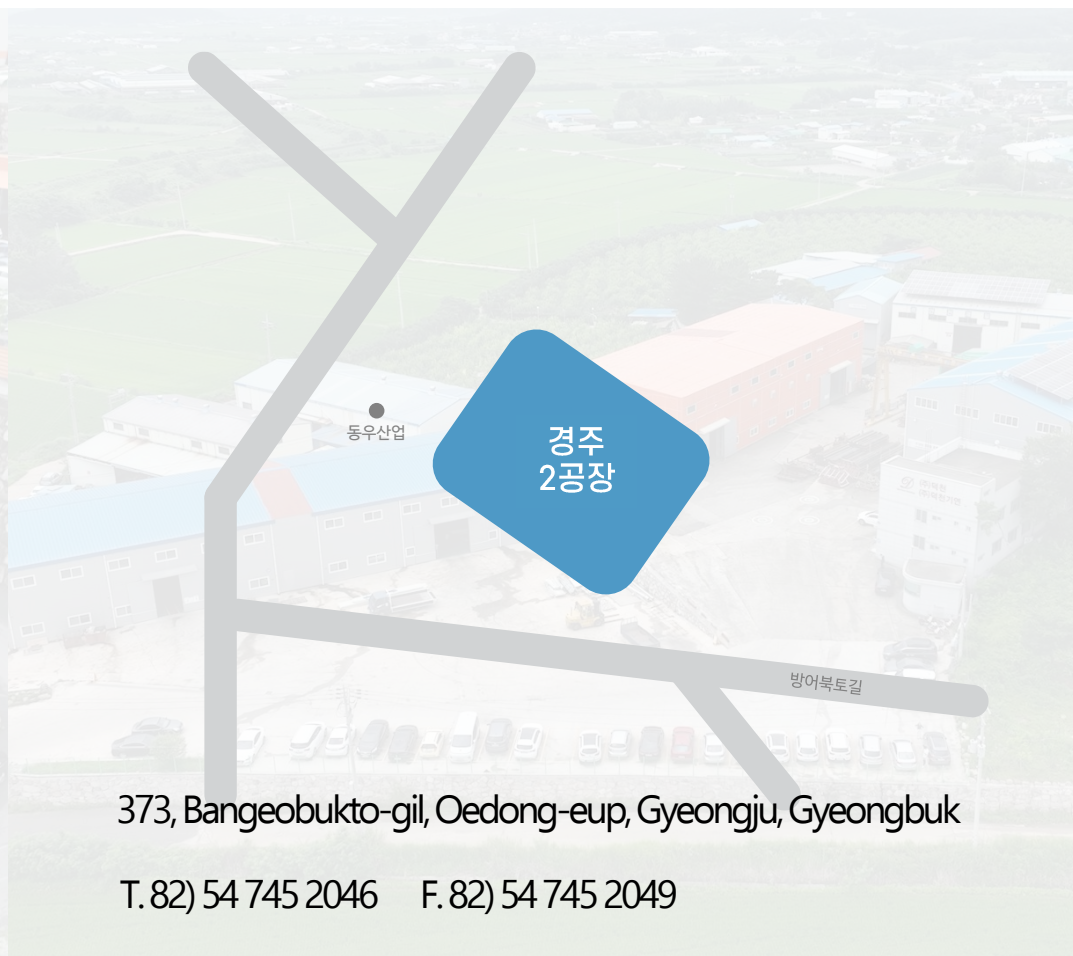 동우산업
경주
2공장
방어북토길
373, Bangeobukto-gil, Oedong-eup, Gyeongju, Gyeongbuk
T. 82) 54 745 2046 F. 82) 54 745 2049